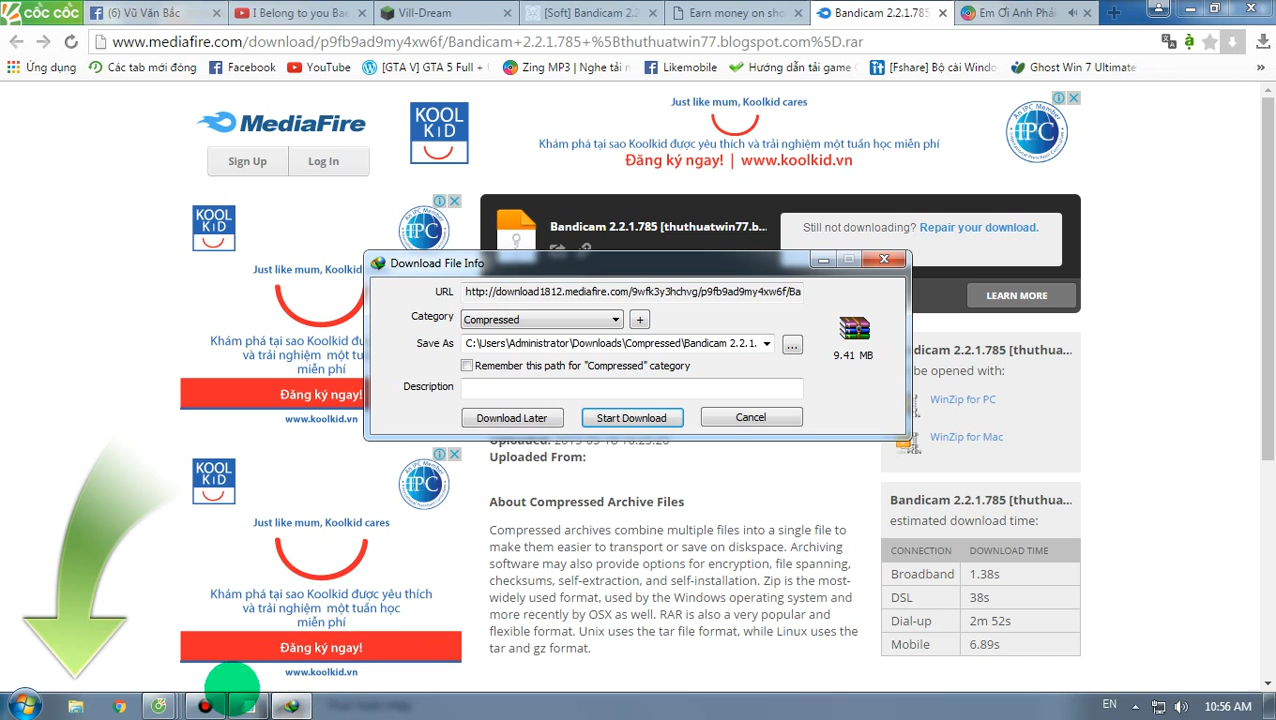 cốc cốc
(6) Vũ Văn Bắc
I Belong to you Bae
Vill-Dream
[Soft] Bandicam 2.2
Earn money on sho
Bandicam 2.2.1.785
Em Ơi Anh Phải
www.mediafire.com/download/p9fb9ad9my4xw6f/Bandicam+2.2.1.785+%5Bthuthuatwin77.blogspot.com%5D.rar
Ứng dụng
Các tab mới đóng
Facebook
YouTube
[GTA V] GTA 5 Full +
Zing MP3 | Nghe tải n
Likemobile
Hướng dẫn tải game
[Fshare] Bộ cài Windo
Ghost Win 7 Ultimate
»
MediaFire
Sign Up
Log In
KOOL KiD
Just like mum, Koolkid cares
Khám phá tại sao Koolkid được yêu thích và trải nghiệm một tuần học miễn phí
Đăng ký ngay! | www.koolkid.vn
An IPC Member
IPC
KOOL KiD
IPC
Just like mum, Koolkid
Khám phá tại sao Koolkid đượ
và trải nghiệm một tuần
miễn phí
Đăng ký ngay!
www.koolkid.vn
Bandicam 2.2.1.785 [thuthuatwin77.b...
Still not downloading? Repair your download.
LEARN MORE
Download File Info
URL
http://download1812.mediafire.com/9wfk3y3hchvg/p9fb9ad9my4xw6f/Ba
Category
Compressed
+
Save As
C:\Users\Administrator\Downloads\Compressed\Bandicam 2.2.1.
...
Remember this path for "Compressed" category
Description
9.41 MB
Download Later
Start Download
Cancel
dicam 2.2.1.785 [thuthua...
be opened with:
WinZip for PC
WinZip for Mac
Uploaded From:
About Compressed Archive Files
Compressed archives combine multiple files into a single file to
make them easier to transport or save on diskspace. Archiving
software may also provide options for encryption, file spanning,
checksums, self-extraction, and self-installation. Zip is the most-
widely used format, used by the Windows operating system and
more recently by OSX as well. RAR is also a very popular and
flexible format. Unix uses the tar file format, while Linux uses the
tar and gz format.
Bandicam 2.2.1.785 [thuthua...
estimated download time:
CONNECTION DOWNLOAD TIME
Broadband 1.38s
DSL 38s
Dial-up 2m 52s
Mobile 6.89s
KOOL KiD
IPC
Just like mum, Koolkid cares
Khám phá tại sao Koolkid được yêu thích
và trải nghiệm một tuần học
miễn phí
Đăng ký ngay!
www.koolkid.vn
EN
10:56 AM